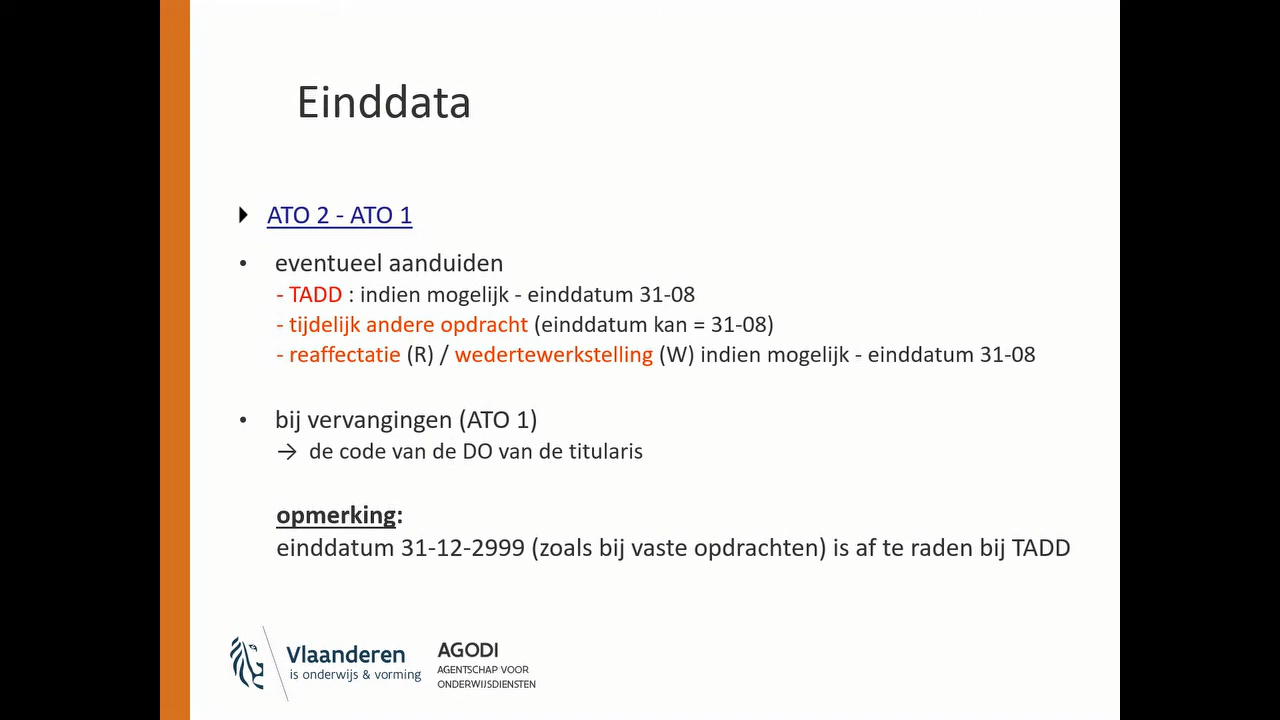 Einddata
ATO 2 - ATO 1
• eventueel aanduiden
- TADD : indien mogelijk - einddatum 31-08
- tijdelijk andere opdracht (einddatum kan = 31-08)
- reaffectatie (R) / wedertewerkstelling (W) indien mogelijk - einddatum 31-08
• bij vervangingen (ATO 1)
→ de code van de DO van de titularis
opmerking:
einddatum 31-12-2999 (zoals bij vaste opdrachten) is af te raden bij TADD
Vlaanderen
is onderwijs & vorming
AGODI
AGENTSCHAP VOOR
ONDERWIJSDIENSTEN